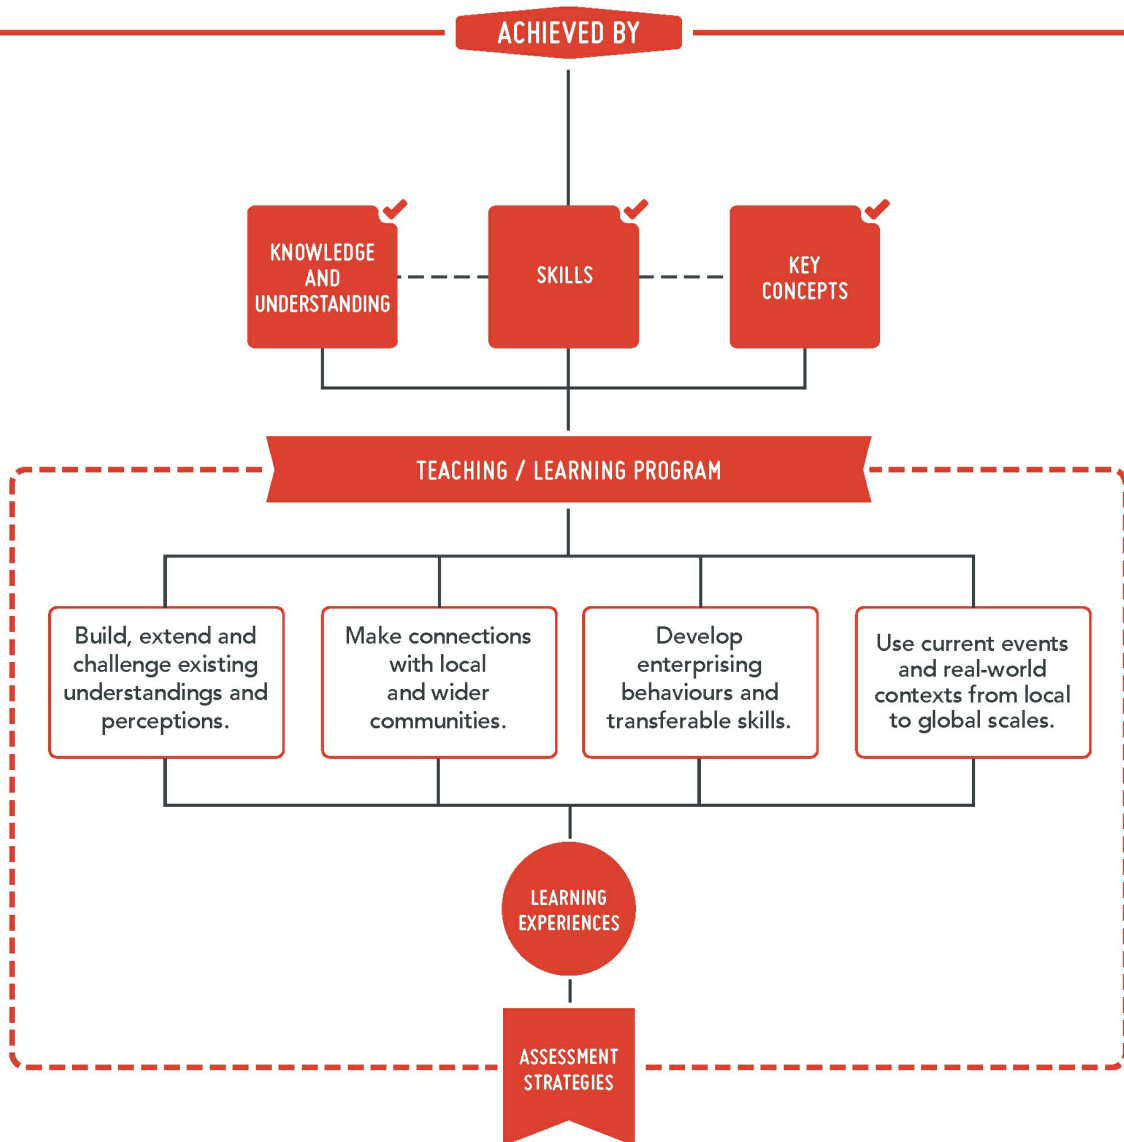 ACHIEVED BY
KNOWLEDGE
AND
UNDERSTANDING
SKILLS
KEY
CONCEPTS
TEACHING / LEARNING PROGRAM
Build, extend and
challenge existing
understandings and
perceptions.
Make connections
with local
and wider
communities.
Develop
enterprising
behaviours and
transferable skills.
Use current events
and real-world
contexts from local
to global scales.
LEARNING
EXPERIENCES
ASSESSMENT
STRATEGIES